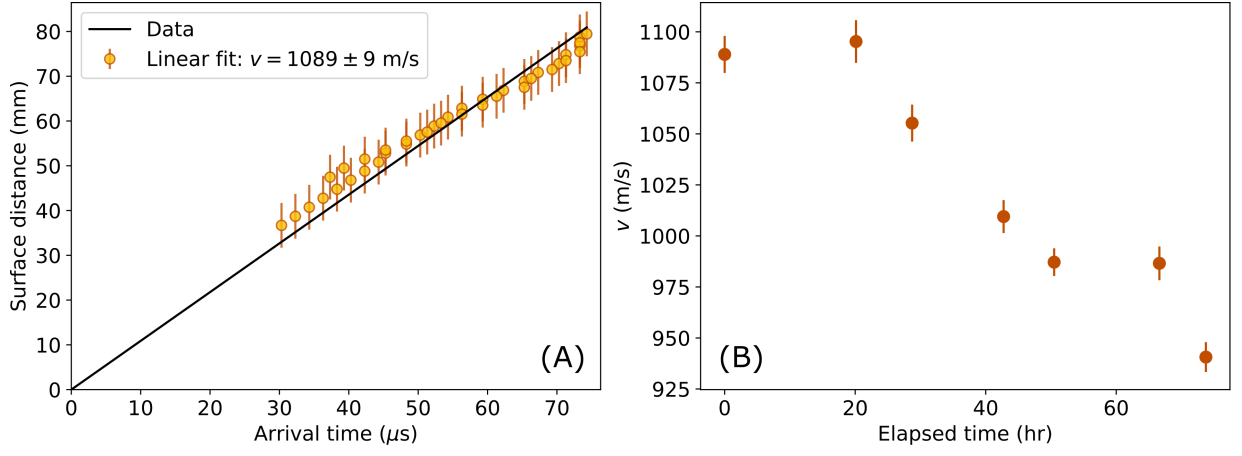 Data
Linear fit: v = 1089 ± 9 m/s
80
70
60
50
40
30
20
10
0
Surface distance (mm)
0 10 20 30 40 50 60 70
Arrival time (μs)
(A)
1100
1075
1050
1025
1000
975
950
925
v (m/s)
0 20 40 60
Elapsed time (hr)
(B)